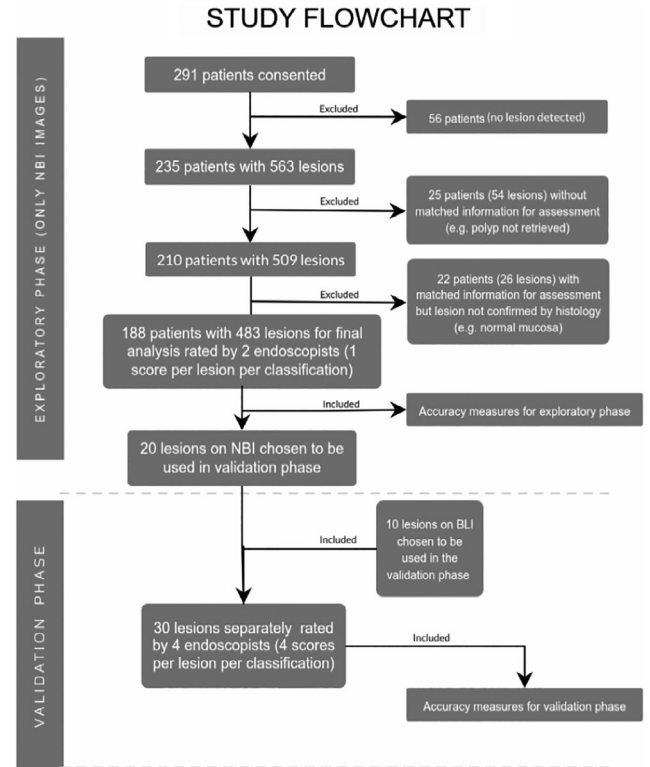 STUDY FLOWCHART
EXPLORATORY PHASE (ONLY NBI IMAGES)
291 patients consented
Excluded
56 patients (no lesion detected)
235 patients with 563 lesions
Excluded
25 patients (54 lesions) without
matched information for assessment
(e.g. polyp not retrieved)
210 patients with 509 lesions
Excluded
22 patients (26 lesions) with
matched information for assessment
but lesion not confirmed by histology
(e.g. normal mucosa)
188 patients with 483 lesions for final
analysis rated by 2 endoscopists (1
score per lesion per classification)
Included
Accuracy measures for exploratory phase
20 lesions on NBI chosen to be
used in validation phase
VALIDATION PHASE
Included
10 lesions on BLI
chosen to be
used in the
validation phase
30 lesions separately rated
by 4 endoscopists (4 scores
per lesion per classification)
Included
Accuracy measures for validation phase